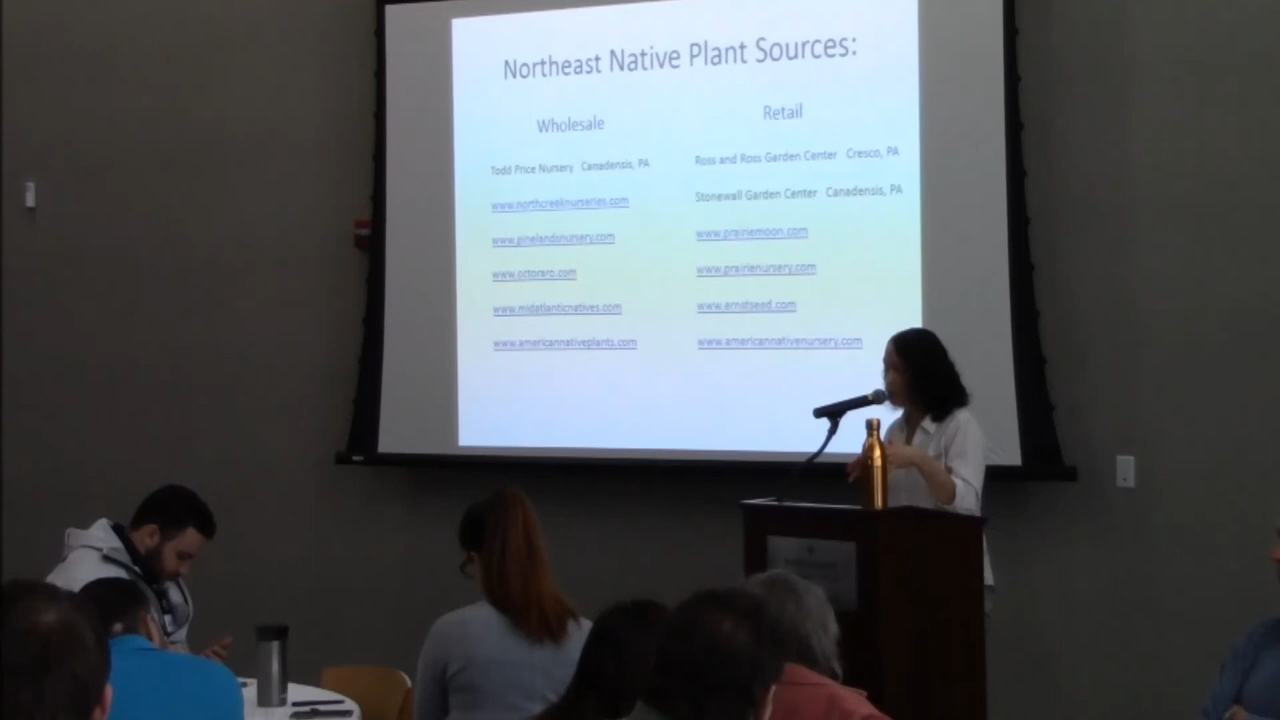 Northeast Native Plant Sources:
Wholesale
Todd Price Nursery Canadensis, PA
www.northcreeknurseries.com
www.pinelandsnursery.com
www.octoraro.com
www.midatlanticnatives.com
www.americannativeplants.com
Retail
Ross and Ross Garden Center Cresco, PA
Stonewall Garden Center Canadensis, PA
www.prairiemoon.com
www.prairienursery.com
www.ernstseed.com
www.americannativenursery.com